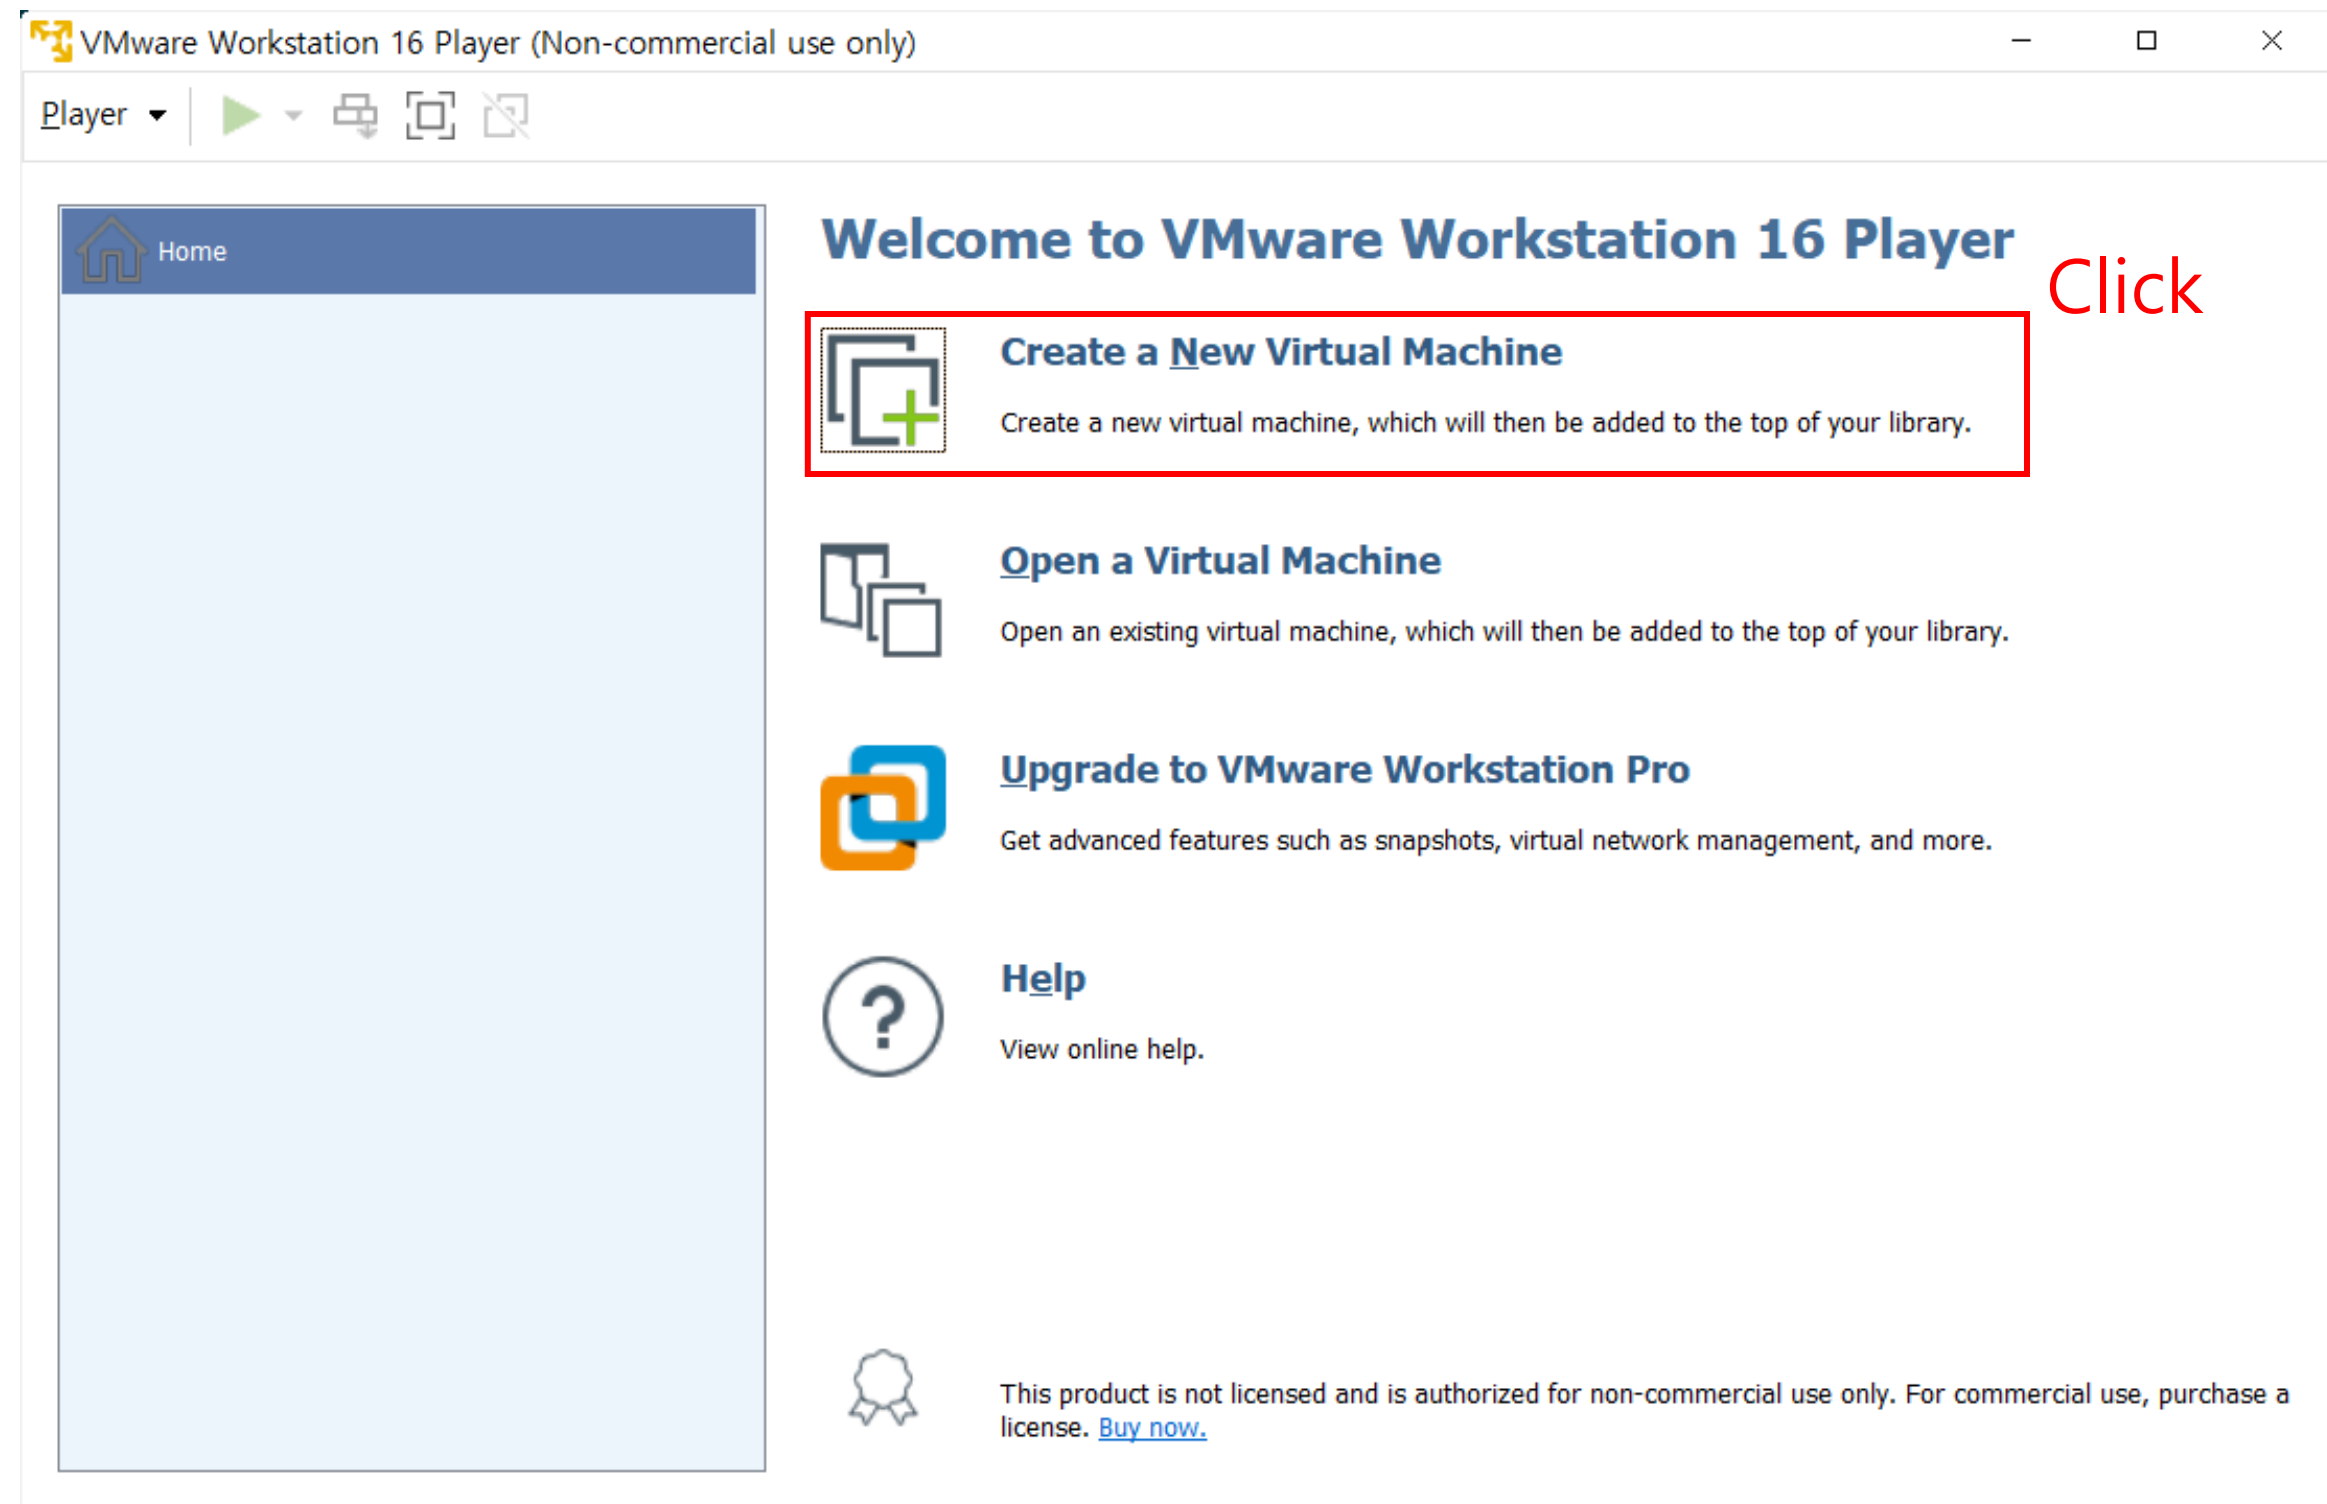 VMware Workstation 16 Player (Non-commercial use only)
Player
Home
Welcome to VMware Workstation 16 Player
Click
Create a New Virtual Machine
Create a new virtual machine, which will then be added to the top of your library.
Open a Virtual Machine
Open an existing virtual machine, which will then be added to the top of your library.
Upgrade to VMware Workstation Pro
Get advanced features such as snapshots, virtual network management, and more.
Help
View online help.
This product is not licensed and is authorized for non-commercial use only. For commercial use, purchase a
license. Buy now.